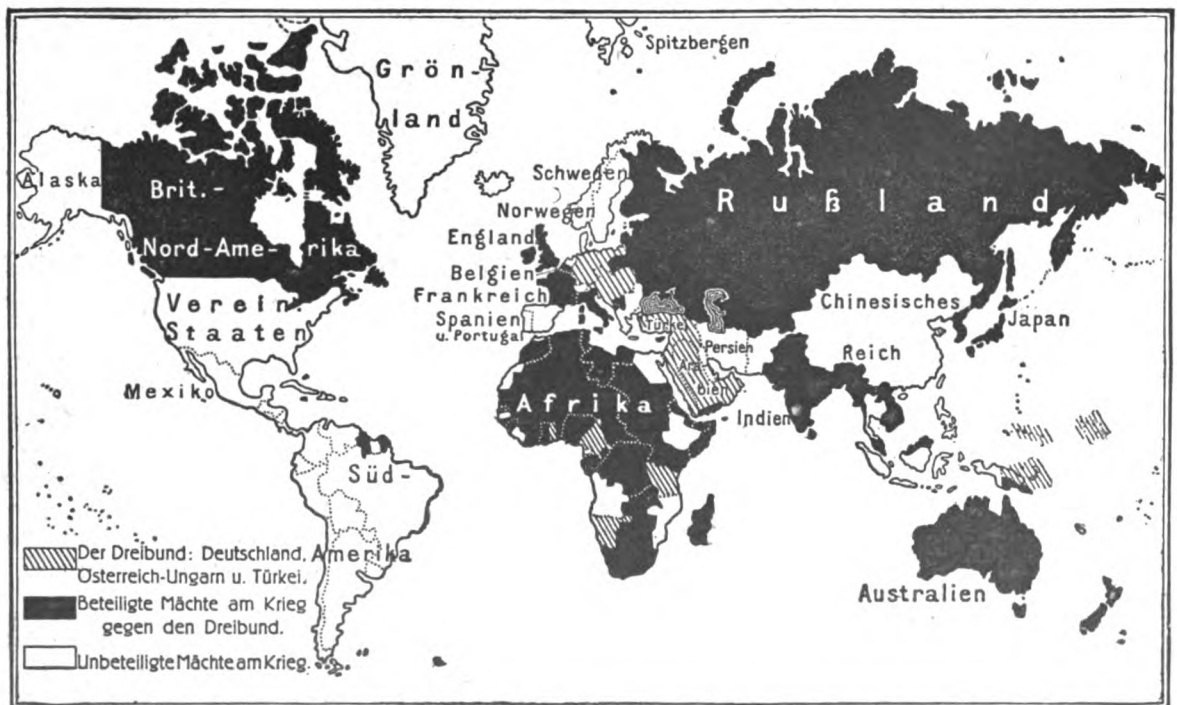 Spitzbergen
Grön-
land
Alaska
Brit.-
Nord-Ame-rika
Schweden
Norwegen
England
Belgien
Frankreich
Spanien
u. Portugal
Rußland
Verein.
Staaten
Mexiko
Türkei
Persien
Ara-
bien
Chinesisches
Reich
Japan
Indien
Afrika
Süd-
Amerika
Australien
Der Dreibund: Deutschland,
Österreich-Ungarn u. Türkei.
Beteiligte Mächte am Krieg
gegen den Dreibund.
Unbeteiligte Mächte am Krieg.